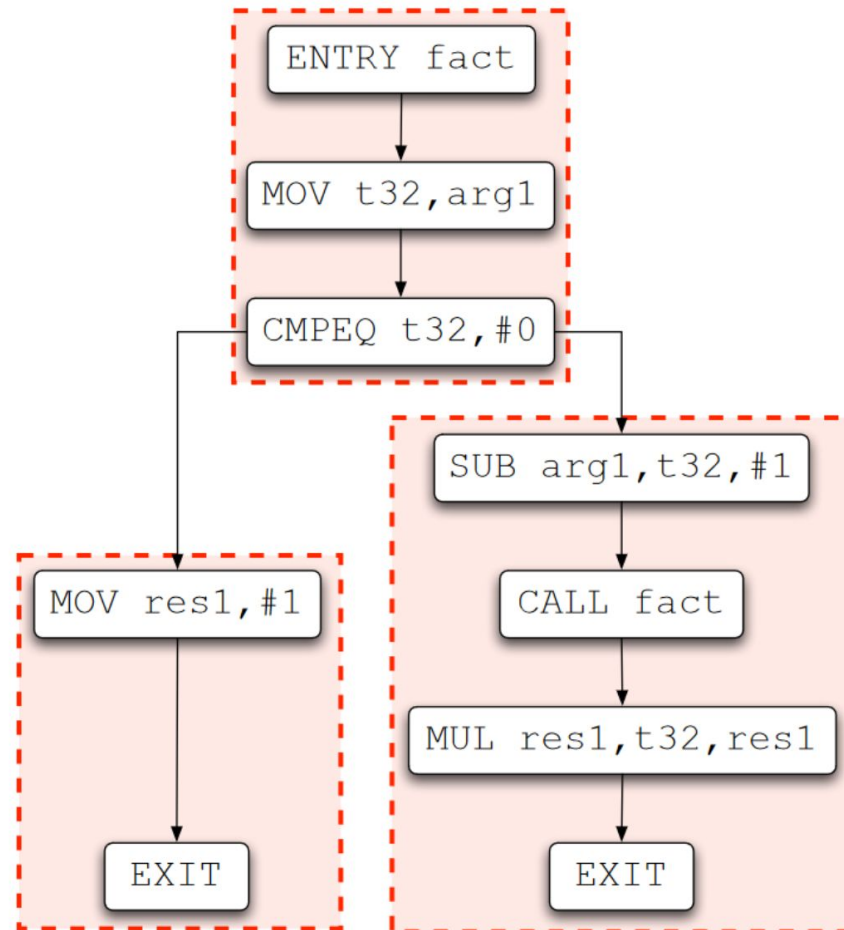 ENTRY fact
MOV t32,arg1
CMPEQ t32,#0
SUB arg1,t32,#1
MOV res1,#1
CALL fact
MUL res1,t32,res1
EXIT
EXIT